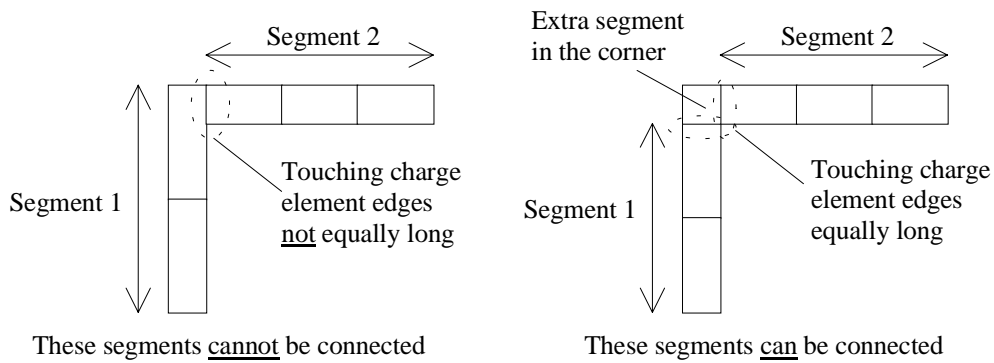 Segment 2
Touching charge
element edges
not equally long
Segment 1
These segments cannot be connected
Extra segment
in the corner
Segment 2
Touching charge
element edges
equally long
Segment 1
These segments can be connected